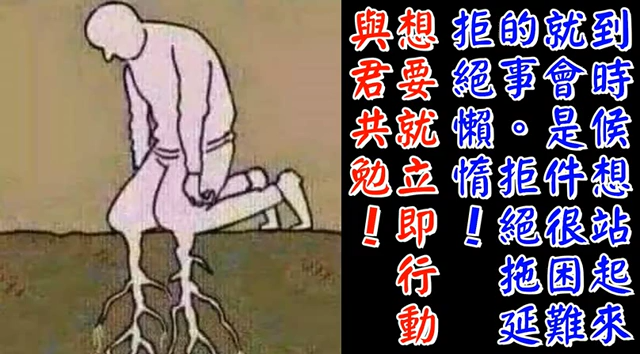 到時候想站起來
就會是件很困難
的事。拒絕拖延
拒絕懶惰！
想要就立即行動
與君共勉！